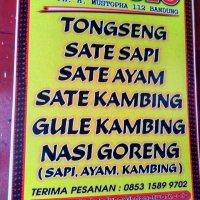 MUSTOPHA 112 BANDUNG
TONGSENG
SATE SAPI
SATE AYAM
SATE KAMBING
GULE KAMBING
NASI GORENG
( SAPI, AYAM, KAMBING )
TERIMA PESANAN : 0853 1589 9702